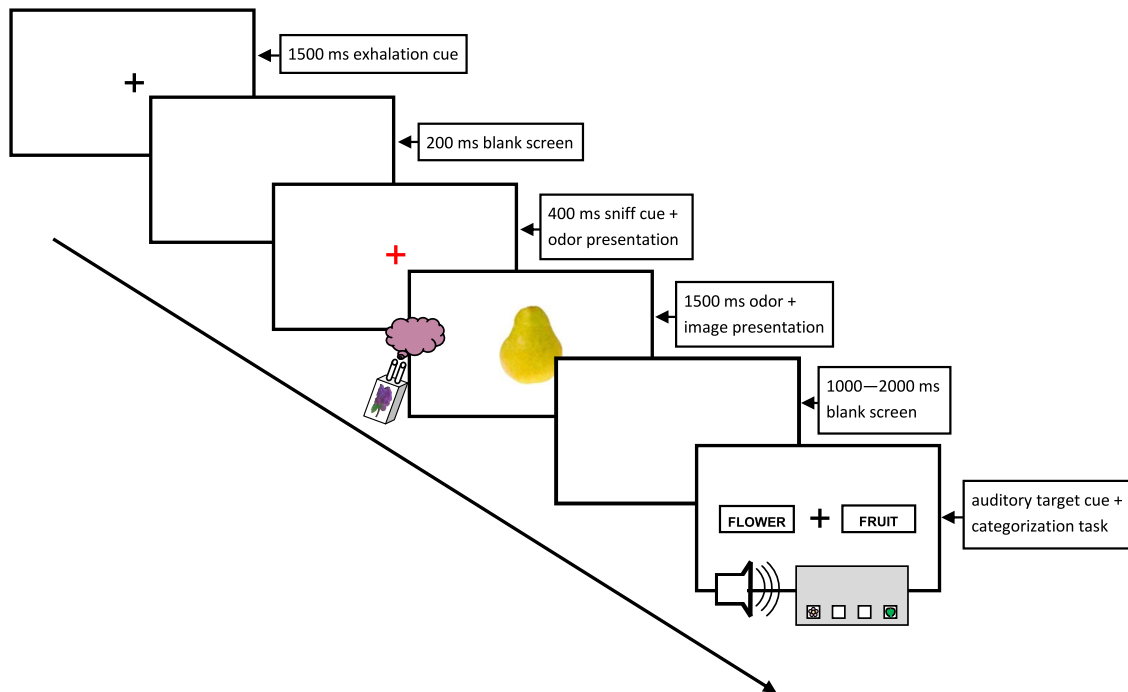 1500 ms exhalation cue
200 ms blank screen
400 ms sniff cue +
odor presentation
1500 ms odor +
image presentation
1000—2000 ms
blank screen
FLOWER + FRUIT
auditory target cue +
categorization task